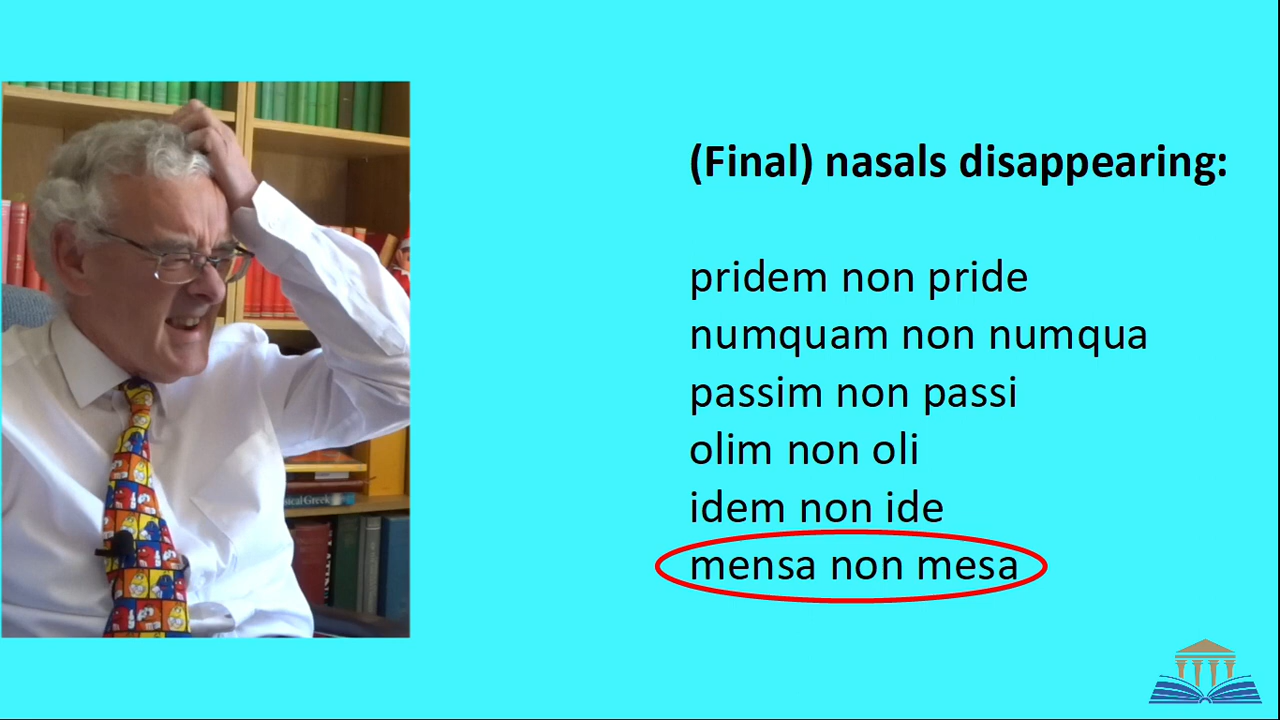 (Final) nasals disappearing:
pridem non pride
numquam non numqua
passim non passi
olim non oli
idem non ide
mensa non mesa